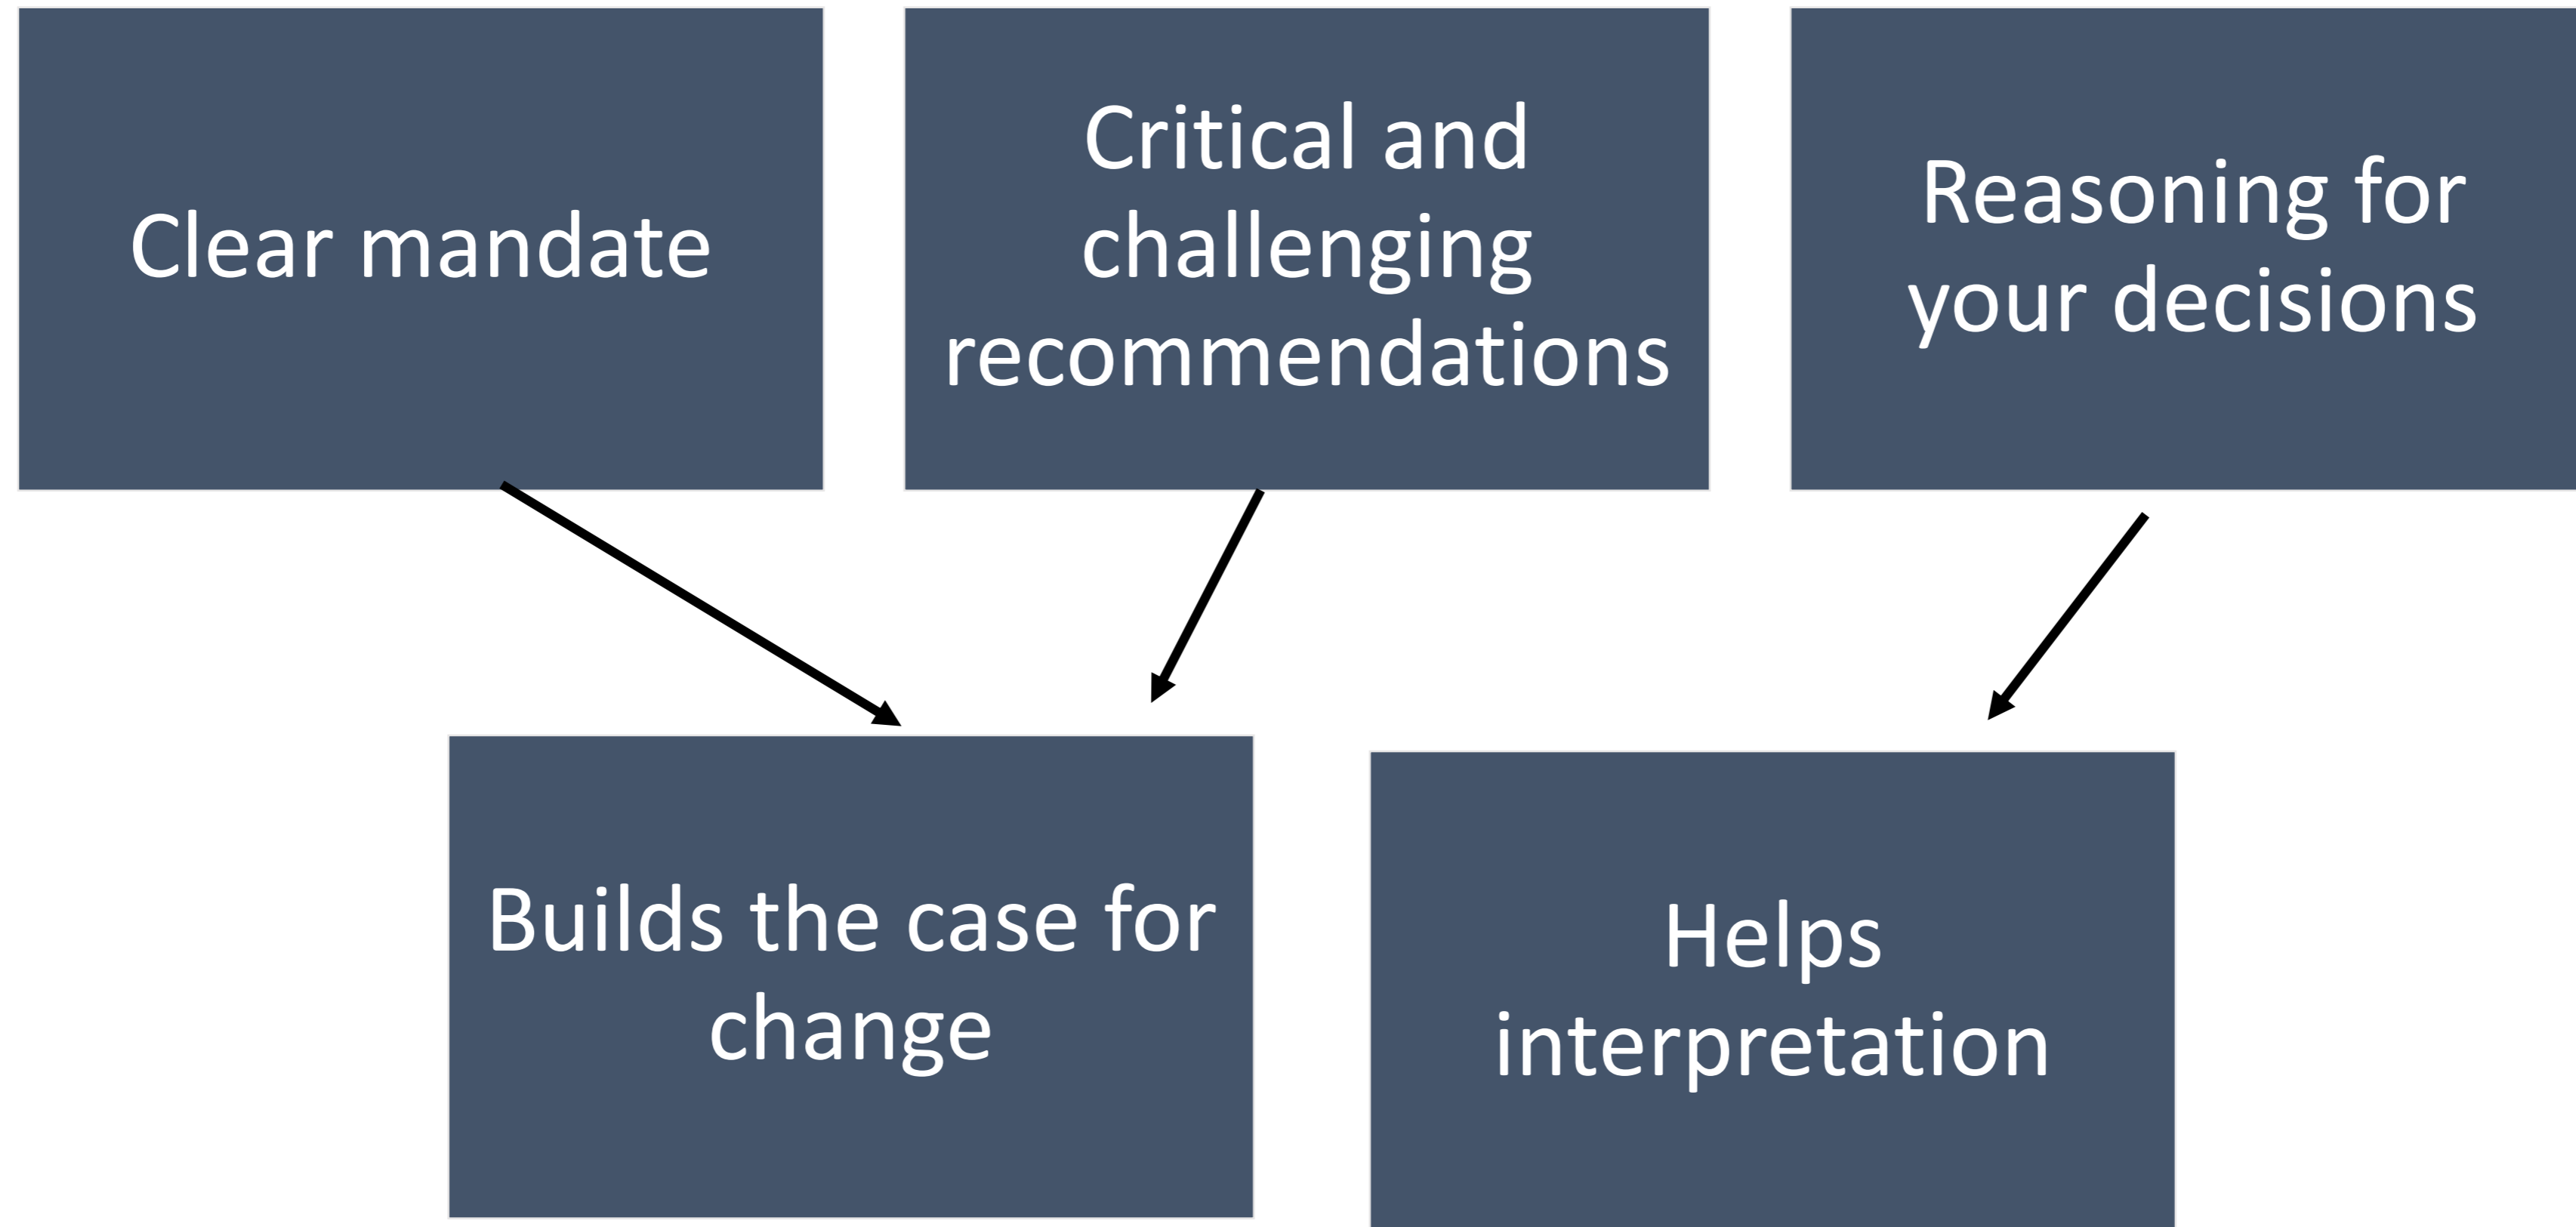 Clear mandate
Critical and
challenging
recommendations
Reasoning for
your decisions
Builds the case for
change
Helps
interpretation